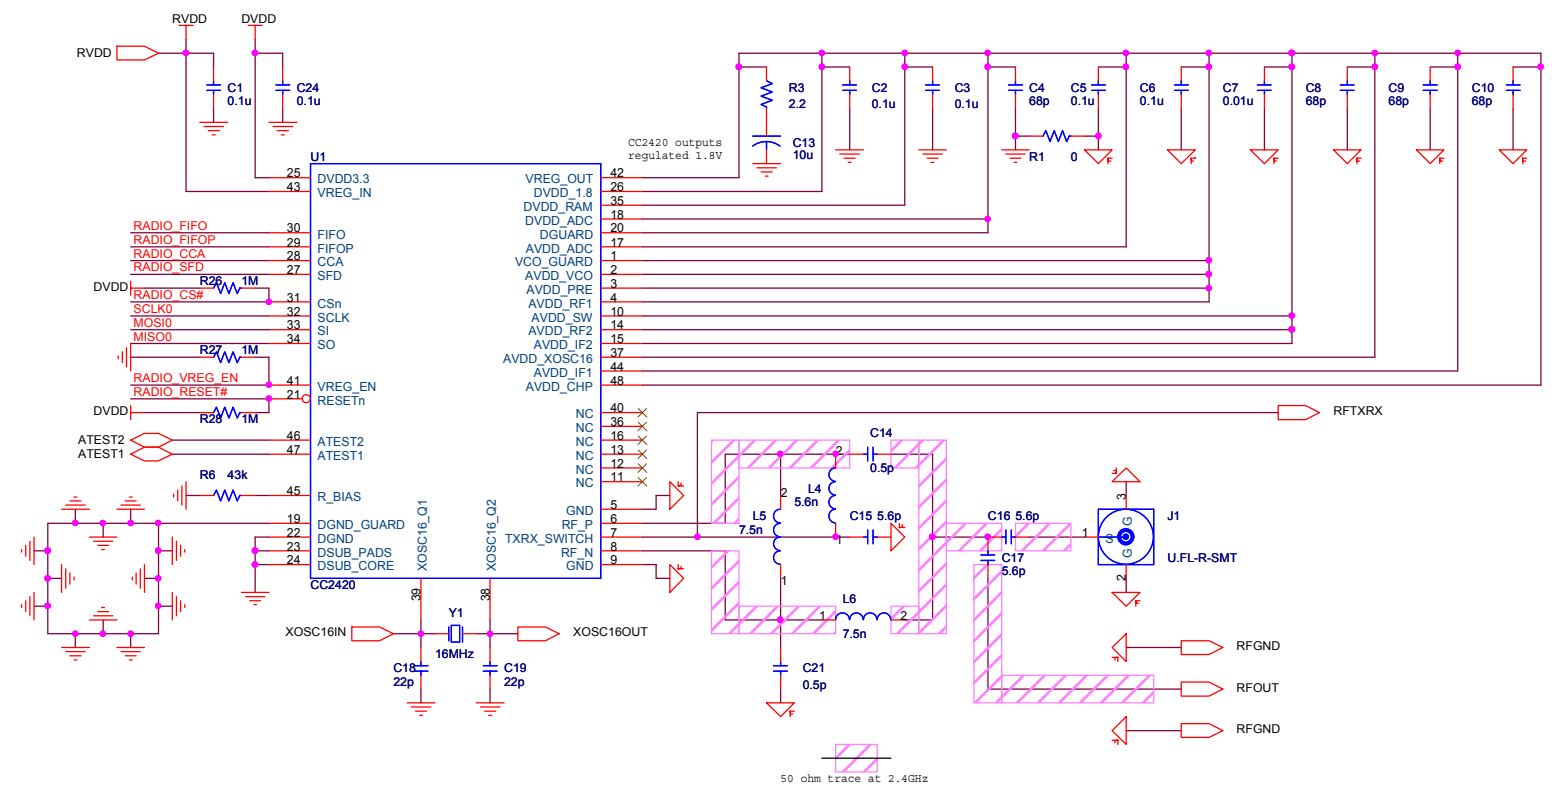 RVDD DVDD
RVDD
C1 0.1u
C24 0.1u
R3 2.2
C13 10u
C2 0.1u
C3 0.1u
C4 68p
C5 0.1u
C6 0.1u
C7 0.01u
C8 68p
C9 68p
C10 68p
R1 0
CC2420 outputs
regulated 1.8V
U1
25 DVDD3.3
43 VREG_IN
RADIO_FIFO 30 FIFO
RADIO_FIFOP 29 FIFOP
RADIO_CCA 28 CCA
RADIO_SFD 27 SFD
DVDD R26 1M
RADIO_CS# 31 CSn
SCLK0 32 SCLK
MOSI0 33 SI
MISO0 34 SO
R27 1M
RADIO_VREG_EN 41 VREG_EN
RADIO_RESET# 21 RESETn
DVDD R28 1M
ATEST2 46 ATEST2
ATEST1 47 ATEST1
R6 43k
45 R_BIAS
19 DGND_GUARD
22 DGND
23 DSUB_PADS
24 DSUB_CORE
CC2420
VREG_OUT 42
DVDD_1.8 26
DVDD_RAM 35
DVDD_ADC 18
DGUARD 20
AVDD_ADC 17
VCO_GUARD 1
AVDD_VCO 2
AVDD_PRE 3
AVDD_RF1 4
AVDD_SW 10
AVDD_RF2 14
AVDD_IF2 15
AVDD_XOSC16 37
AVDD_IF1 44
AVDD_CHP 48
NC 40
NC 36
NC 16
NC 13
NC 12
NC 11
GND 5
RF_P 6
TXRX_SWITCH 7
RF_N 8
GND 9
XOSC16_Q1 39
XOSC16_Q2 38
RFTXRX
C14 0.5p
2 L4 5.6n 1
2 L5 7.5n 1
C15 5.6p
F
C16 5.6p
C17 5.6p
1 L6 2
7.5n
C21
0.5p
F
J1
U.FL-R-SMT
1 S G G 3 2
F
F
XOSC16IN
Y1
16MHz
XOSC16OUT
C18
22p
C19
22p
F RFGND
RFOUT
F RFGND
50 ohm trace at 2.4GHz